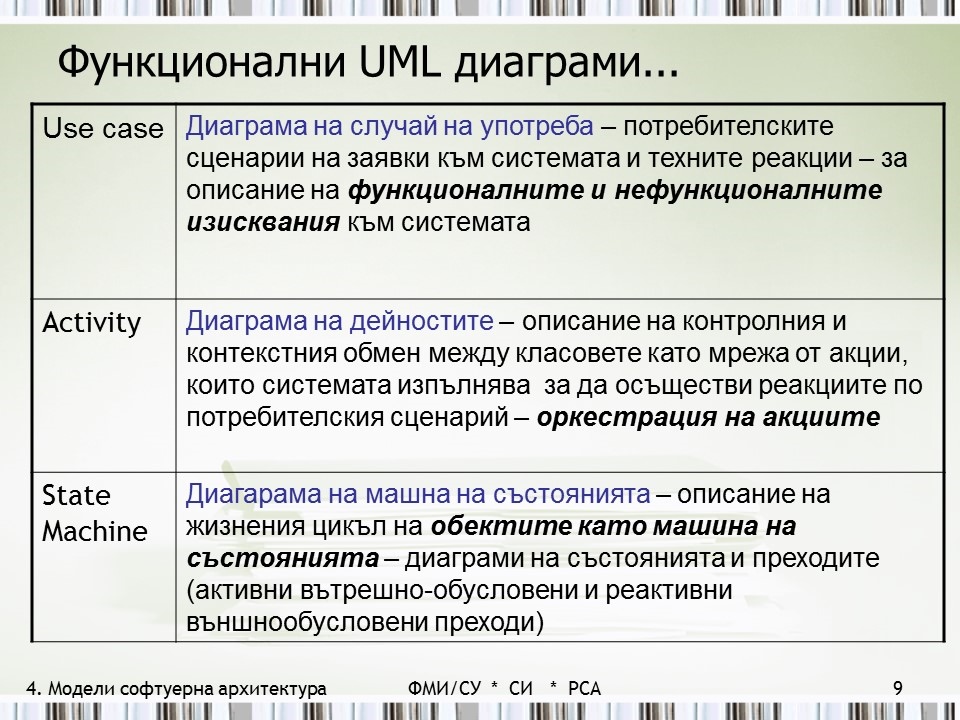 Функционални UML диаграми...
Use case
Диаграма на случай на употреба – потребителските
сценарии на заявки към системата и техните реакции – за
описание на функционалните и нефункционалните
изисквания към системата
Activity
Диаграма на дейностите – описание на контролния и
контекстния обмен между класовете като мрежа от акции,
които системата изпълнява за да осъществи реакциите по
потребителския сценарий – оркестрация на акциите
State
Machine
Диагарама на машна на състоянията – описание на
жизнения цикъл на обектите като машина на
състоянията – диаграми на състоянията и преходите
(активни вътрешно-обусловени и реактивни
външнообусловени преходи)
4. Модели софтуерна архитектура ФМИ/СУ * СИ * РСА 9